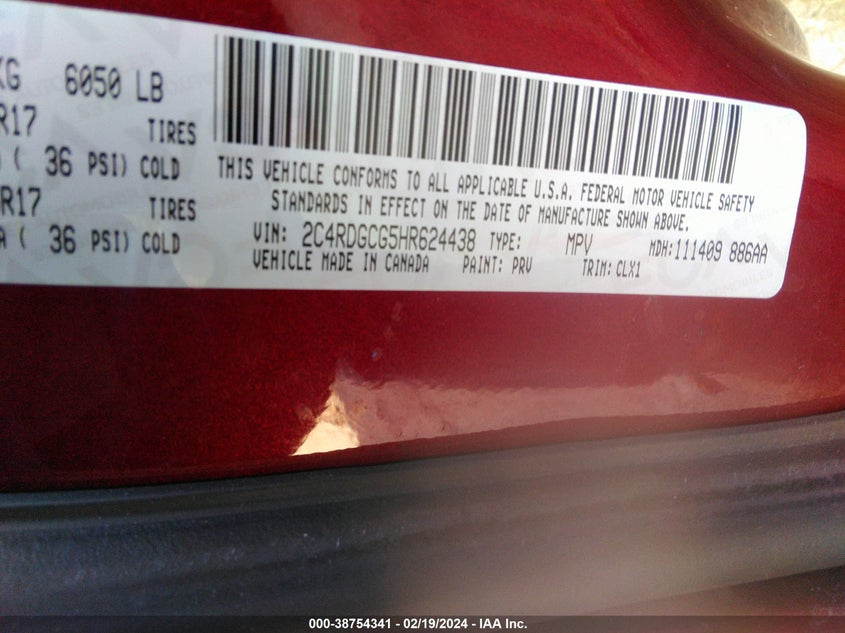 KG 6050 LB
R17 TIRES
( 36 PSI) COLD
R17 TIRES
A ( 36 PSI) COLD
THIS VEHICLE CONFORMS TO ALL APPLICABLE U.S.A. FEDERAL MOTOR VEHICLE SAFETY
STANDARDS IN EFFECT ON THE DATE OF MANUFACTURE SHOWN ABOVE.
VIN: 2C4RDGCG5HR624438 TYPE: MPV MDH:111409 886AA
VEHICLE MADE IN CANADA PAINT: PRV TRIM: CLX1
000-38754341 - 02/19/2024 - IAA Inc.